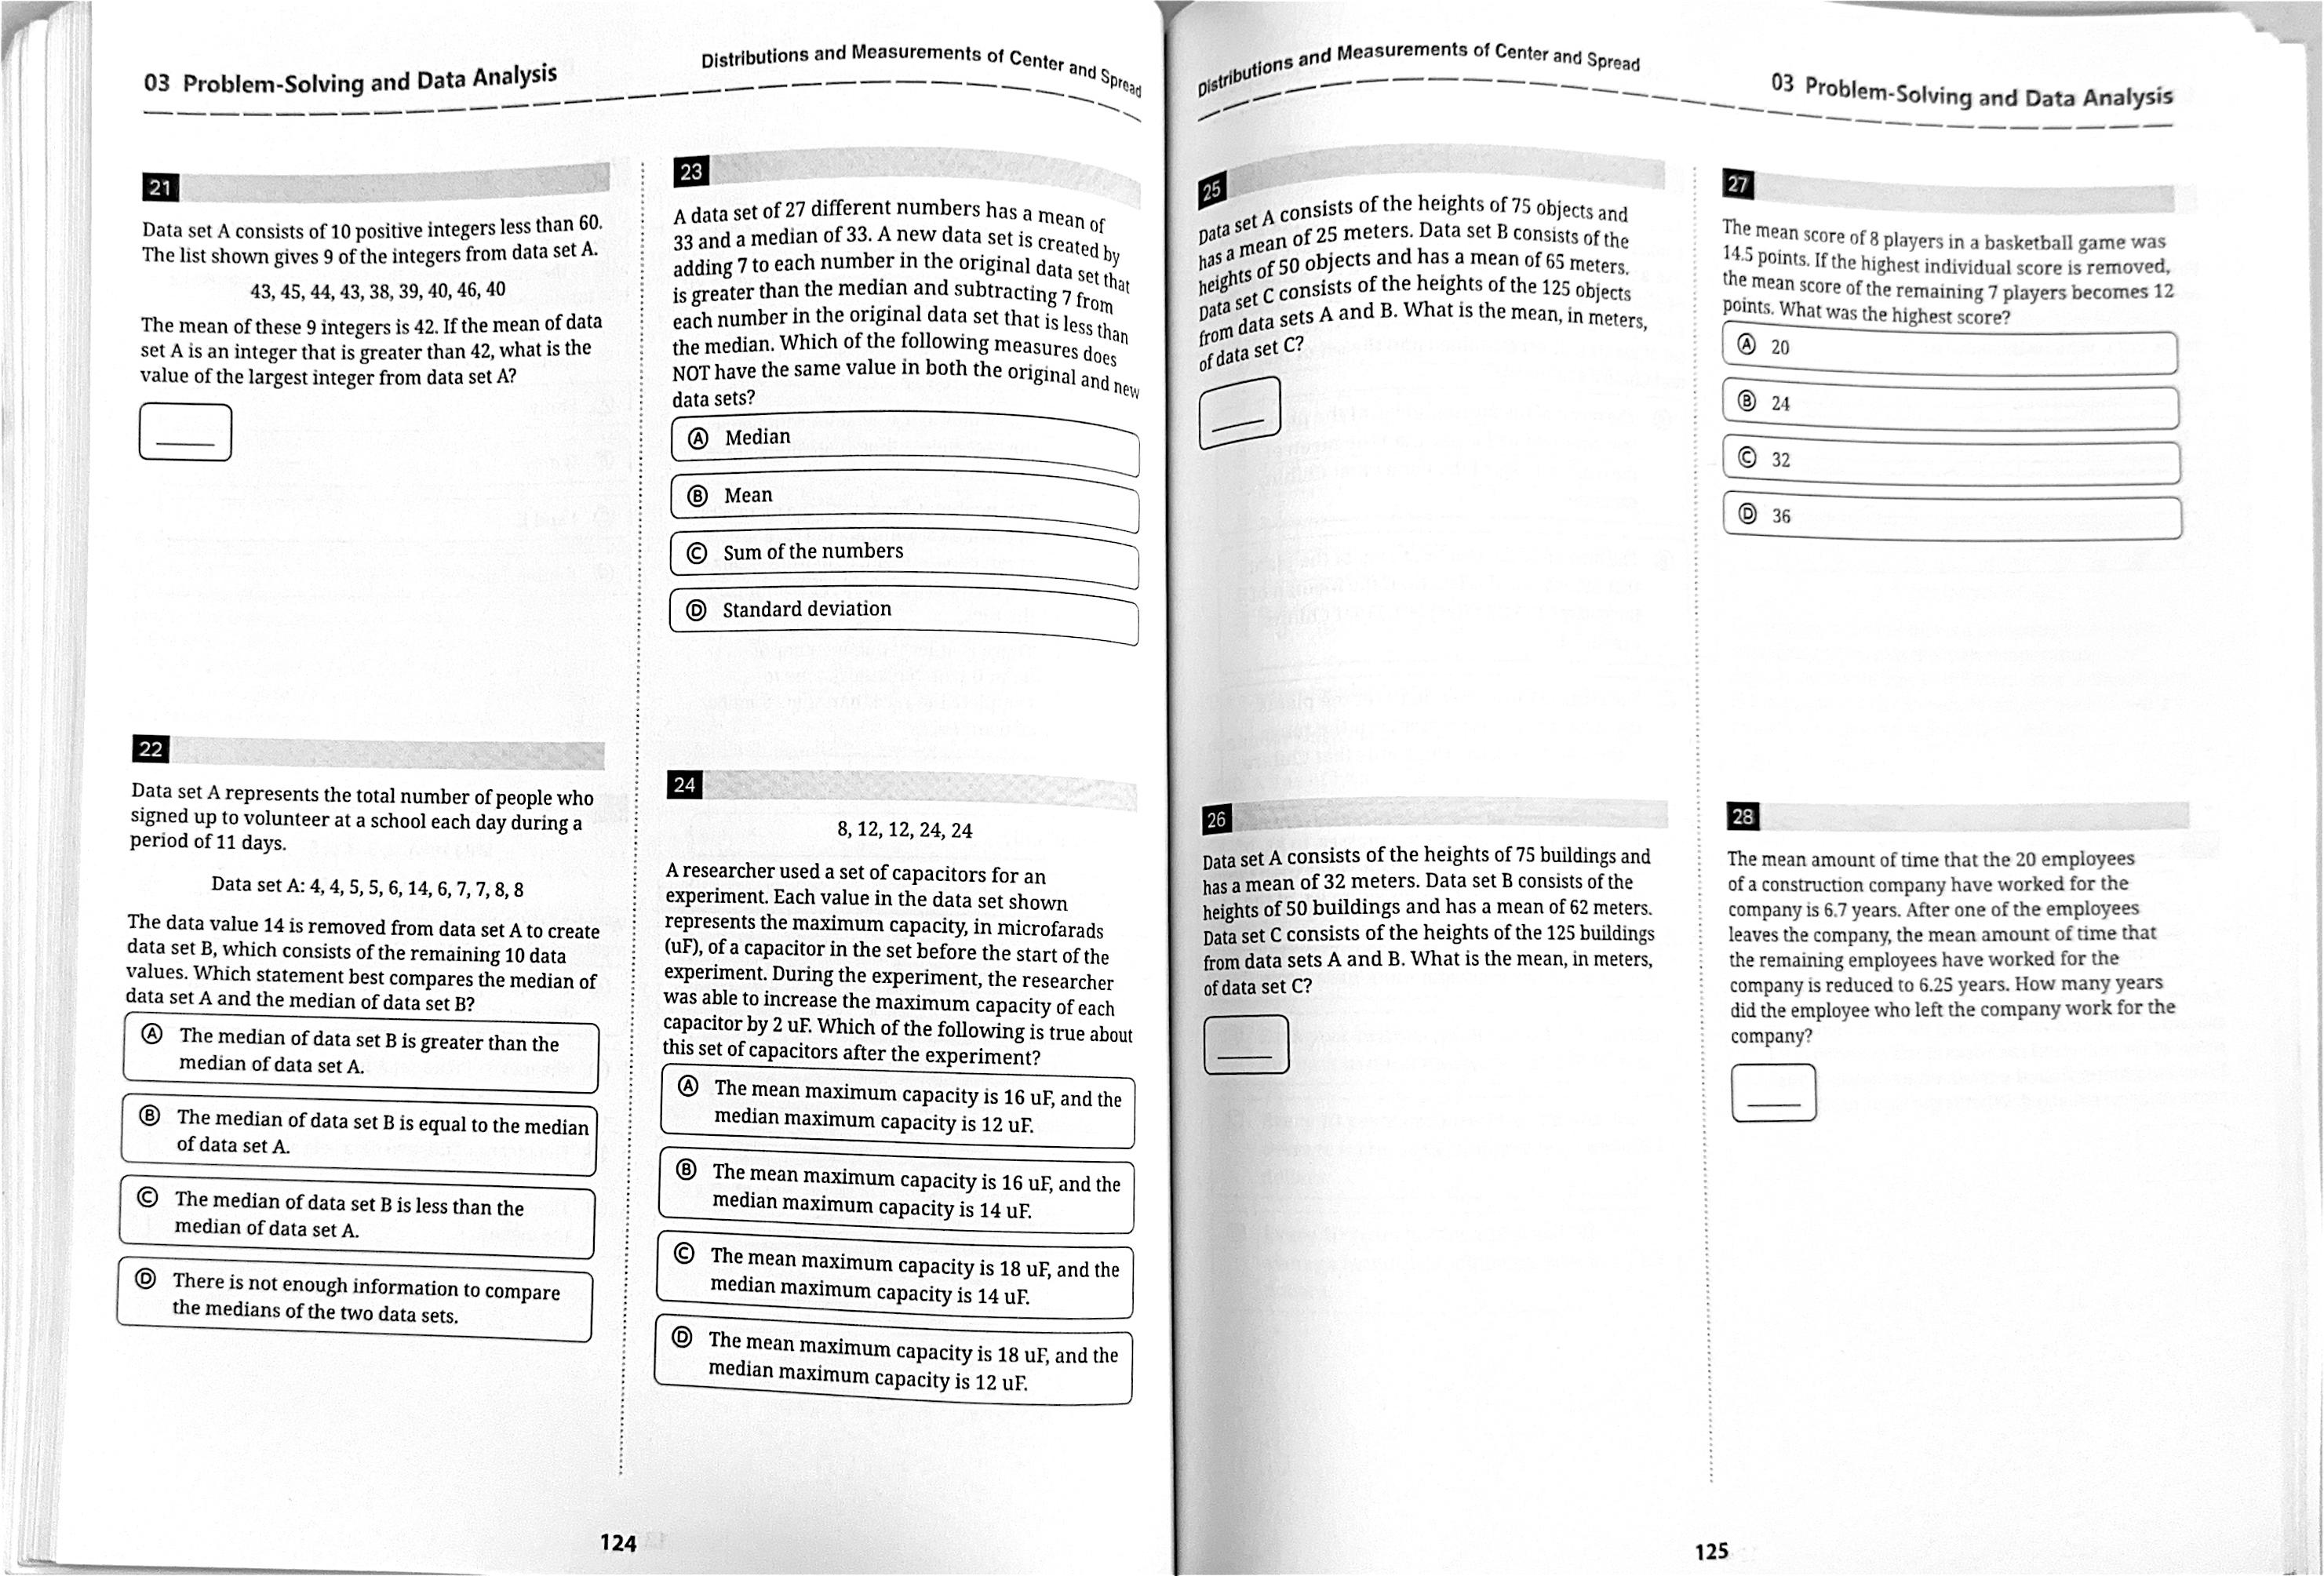 03 Problem-Solving and Data Analysis
Distributions and Measurements of Center and Spread
21
Data set A consists of 10 positive integers less than 60.
The list shown gives 9 of the integers from data set A.
43, 45, 44, 43, 38, 39, 40, 46, 40
The mean of these 9 integers is 42. If the mean of data
set A is an integer that is greater than 42, what is the
value of the largest integer from data set A?
22
Data set A represents the total number of people who
signed up to volunteer at a school each day during a
period of 11 days.
Data set A: 4, 4, 5, 5, 6, 14, 6, 7, 7, 8, 8
The data value 14 is removed from data set A to create
data set B, which consists of the remaining 10 data
values. Which statement best compares the median of
data set A and the median of data set B?
Ⓐ The median of data set B is greater than the
median of data set A.
Ⓑ The median of data set B is equal to the median
of data set A.
Ⓒ The median of data set B is less than the
median of data set A.
Ⓓ There is not enough information to compare
the medians of the two data sets.
23
A data set of 27 different numbers has a mean of
33 and a median of 33. A new data set is created by
adding 7 to each number in the original data set that
is greater than the median and subtracting 7 from
each number in the original data set that is less than
the median. Which of the following measures does
NOT have the same value in both the original and new
data sets?
Ⓐ Median
Ⓑ Mean
Ⓒ Sum of the numbers
Ⓓ Standard deviation
24
8, 12, 12, 24, 24
A researcher used a set of capacitors for an
experiment. Each value in the data set shown
represents the maximum capacity, in microfarads
(uF), of a capacitor in the set before the start of the
experiment. During the experiment, the researcher
was able to increase the maximum capacity of each
capacitor by 2 uF. Which of the following is true about
this set of capacitors after the experiment?
Ⓐ The mean maximum capacity is 16 uF, and the
median maximum capacity is 12 uF.
Ⓑ The mean maximum capacity is 16 uF, and the
median maximum capacity is 14 uF.
Ⓒ The mean maximum capacity is 18 uF, and the
median maximum capacity is 14 uF.
Ⓓ The mean maximum capacity is 18 uF, and the
median maximum capacity is 12 uF.
124
Distributions and Measurements of Center and Spread
03 Problem-Solving and Data Analysis
25
Data set A consists of the heights of 75 objects and
has a mean of 25 meters. Data set B consists of the
heights of 50 objects and has a mean of 65 meters.
Data set C consists of the heights of the 125 objects
from data sets A and B. What is the mean, in meters,
of data set C?
26
Data set A consists of the heights of 75 buildings and
has a mean of 32 meters. Data set B consists of the
heights of 50 buildings and has a mean of 62 meters.
Data set C consists of the heights of the 125 buildings
from data sets A and B. What is the mean, in meters,
of data set C?
27
The mean score of 8 players in a basketball game was
14.5 points. If the highest individual score is removed,
the mean score of the remaining 7 players becomes 12
points. What was the highest score?
Ⓐ 20
Ⓑ 24
Ⓒ 32
Ⓓ 36
28
The mean amount of time that the 20 employees
of a construction company have worked for the
company is 6.7 years. After one of the employees
leaves the company, the mean amount of time that
the remaining employees have worked for the
company is reduced to 6.25 years. How many years
did the employee who left the company work for the
company?
125